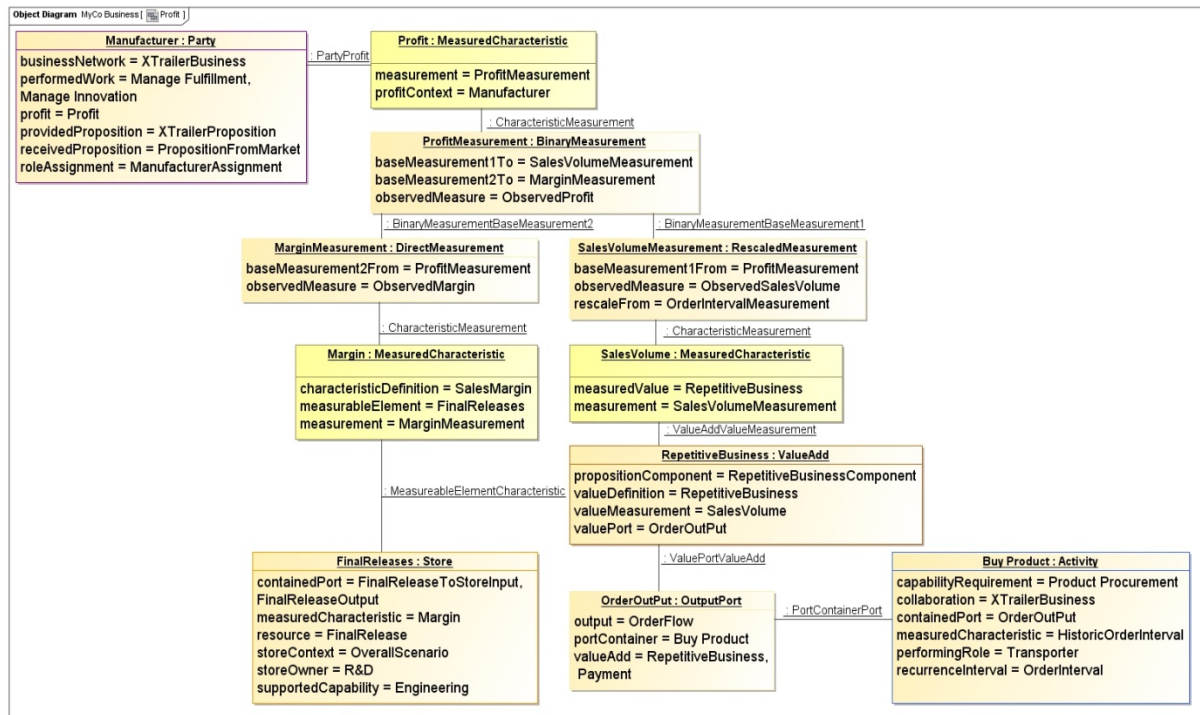 Object Diagram MyCo Business [ Profit ]
Manufacturer : Party
businessNetwork = XTrailerBusiness
performedWork = Manage Fulfillment,
Manage Innovation
profit = Profit
providedProposition = XTrailerProposition
receivedProposition = PropositionFromMarket
roleAssignment = ManufacturerAssignment
: PartyProfit
Profit : MeasuredCharacteristic
measurement = ProfitMeasurement
profitContext = Manufacturer
: CharacteristicMeasurement
ProfitMeasurement : BinaryMeasurement
baseMeasurement1To = SalesVolumeMeasurement
baseMeasurement2To = MarginMeasurement
observedMeasure = ObservedProfit
: BinaryMeasurementBaseMeasurement2
: BinaryMeasurementBaseMeasurement1
MarginMeasurement : DirectMeasurement
baseMeasurement2From = ProfitMeasurement
observedMeasure = ObservedMargin
SalesVolumeMeasurement : RescaledMeasurement
baseMeasurement1From = ProfitMeasurement
observedMeasure = ObservedSalesVolume
rescaleFrom = OrderIntervalMeasurement
: CharacteristicMeasurement
: CharacteristicMeasurement
Margin : MeasuredCharacteristic
characteristicDefinition = SalesMargin
measurableElement = FinalReleases
measurement = MarginMeasurement
SalesVolume : MeasuredCharacteristic
measuredValue = RepetitiveBusiness
measurement = SalesVolumeMeasurement
: ValueAddValueMeasurement
RepetitiveBusiness : ValueAdd
propositionComponent = RepetitiveBusinessComponent
valueDefinition = RepetitiveBusiness
valueMeasurement = SalesVolume
valuePort = OrderOutPut
: MeasureableElementCharacteristic
: ValuePortValueAdd
FinalReleases : Store
containedPort = FinalReleaseToStoreInput,
FinalReleaseOutput
measuredCharacteristic = Margin
resource = FinalRelease
storeContext = OverallScenario
storeOwner = R&D
supportedCapability = Engineering
OrderOutPut : OutputPort
output = OrderFlow
portContainer = Buy Product
valueAdd = RepetitiveBusiness,
Payment
: PortContainerPort
Buy Product : Activity
capabilityRequirement = Product Procurement
collaboration = XTrailerBusiness
containedPort = OrderOutPut
measuredCharacteristic = HistoricOrderInterval
performingRole = Transporter
recurrenceInterval = OrderInterval